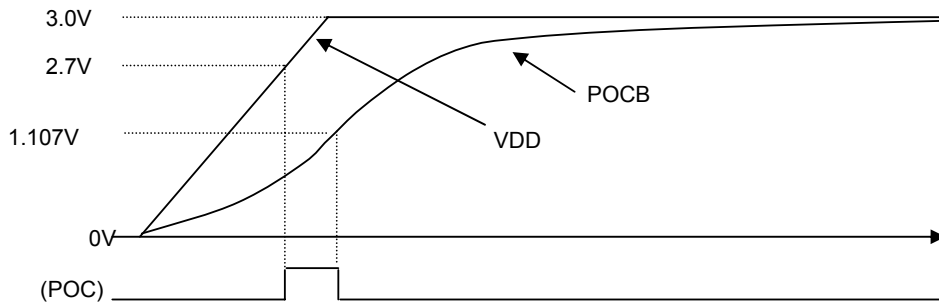 3.0V
2.7V
POCB
1.107V
VDD
0V
(POC)